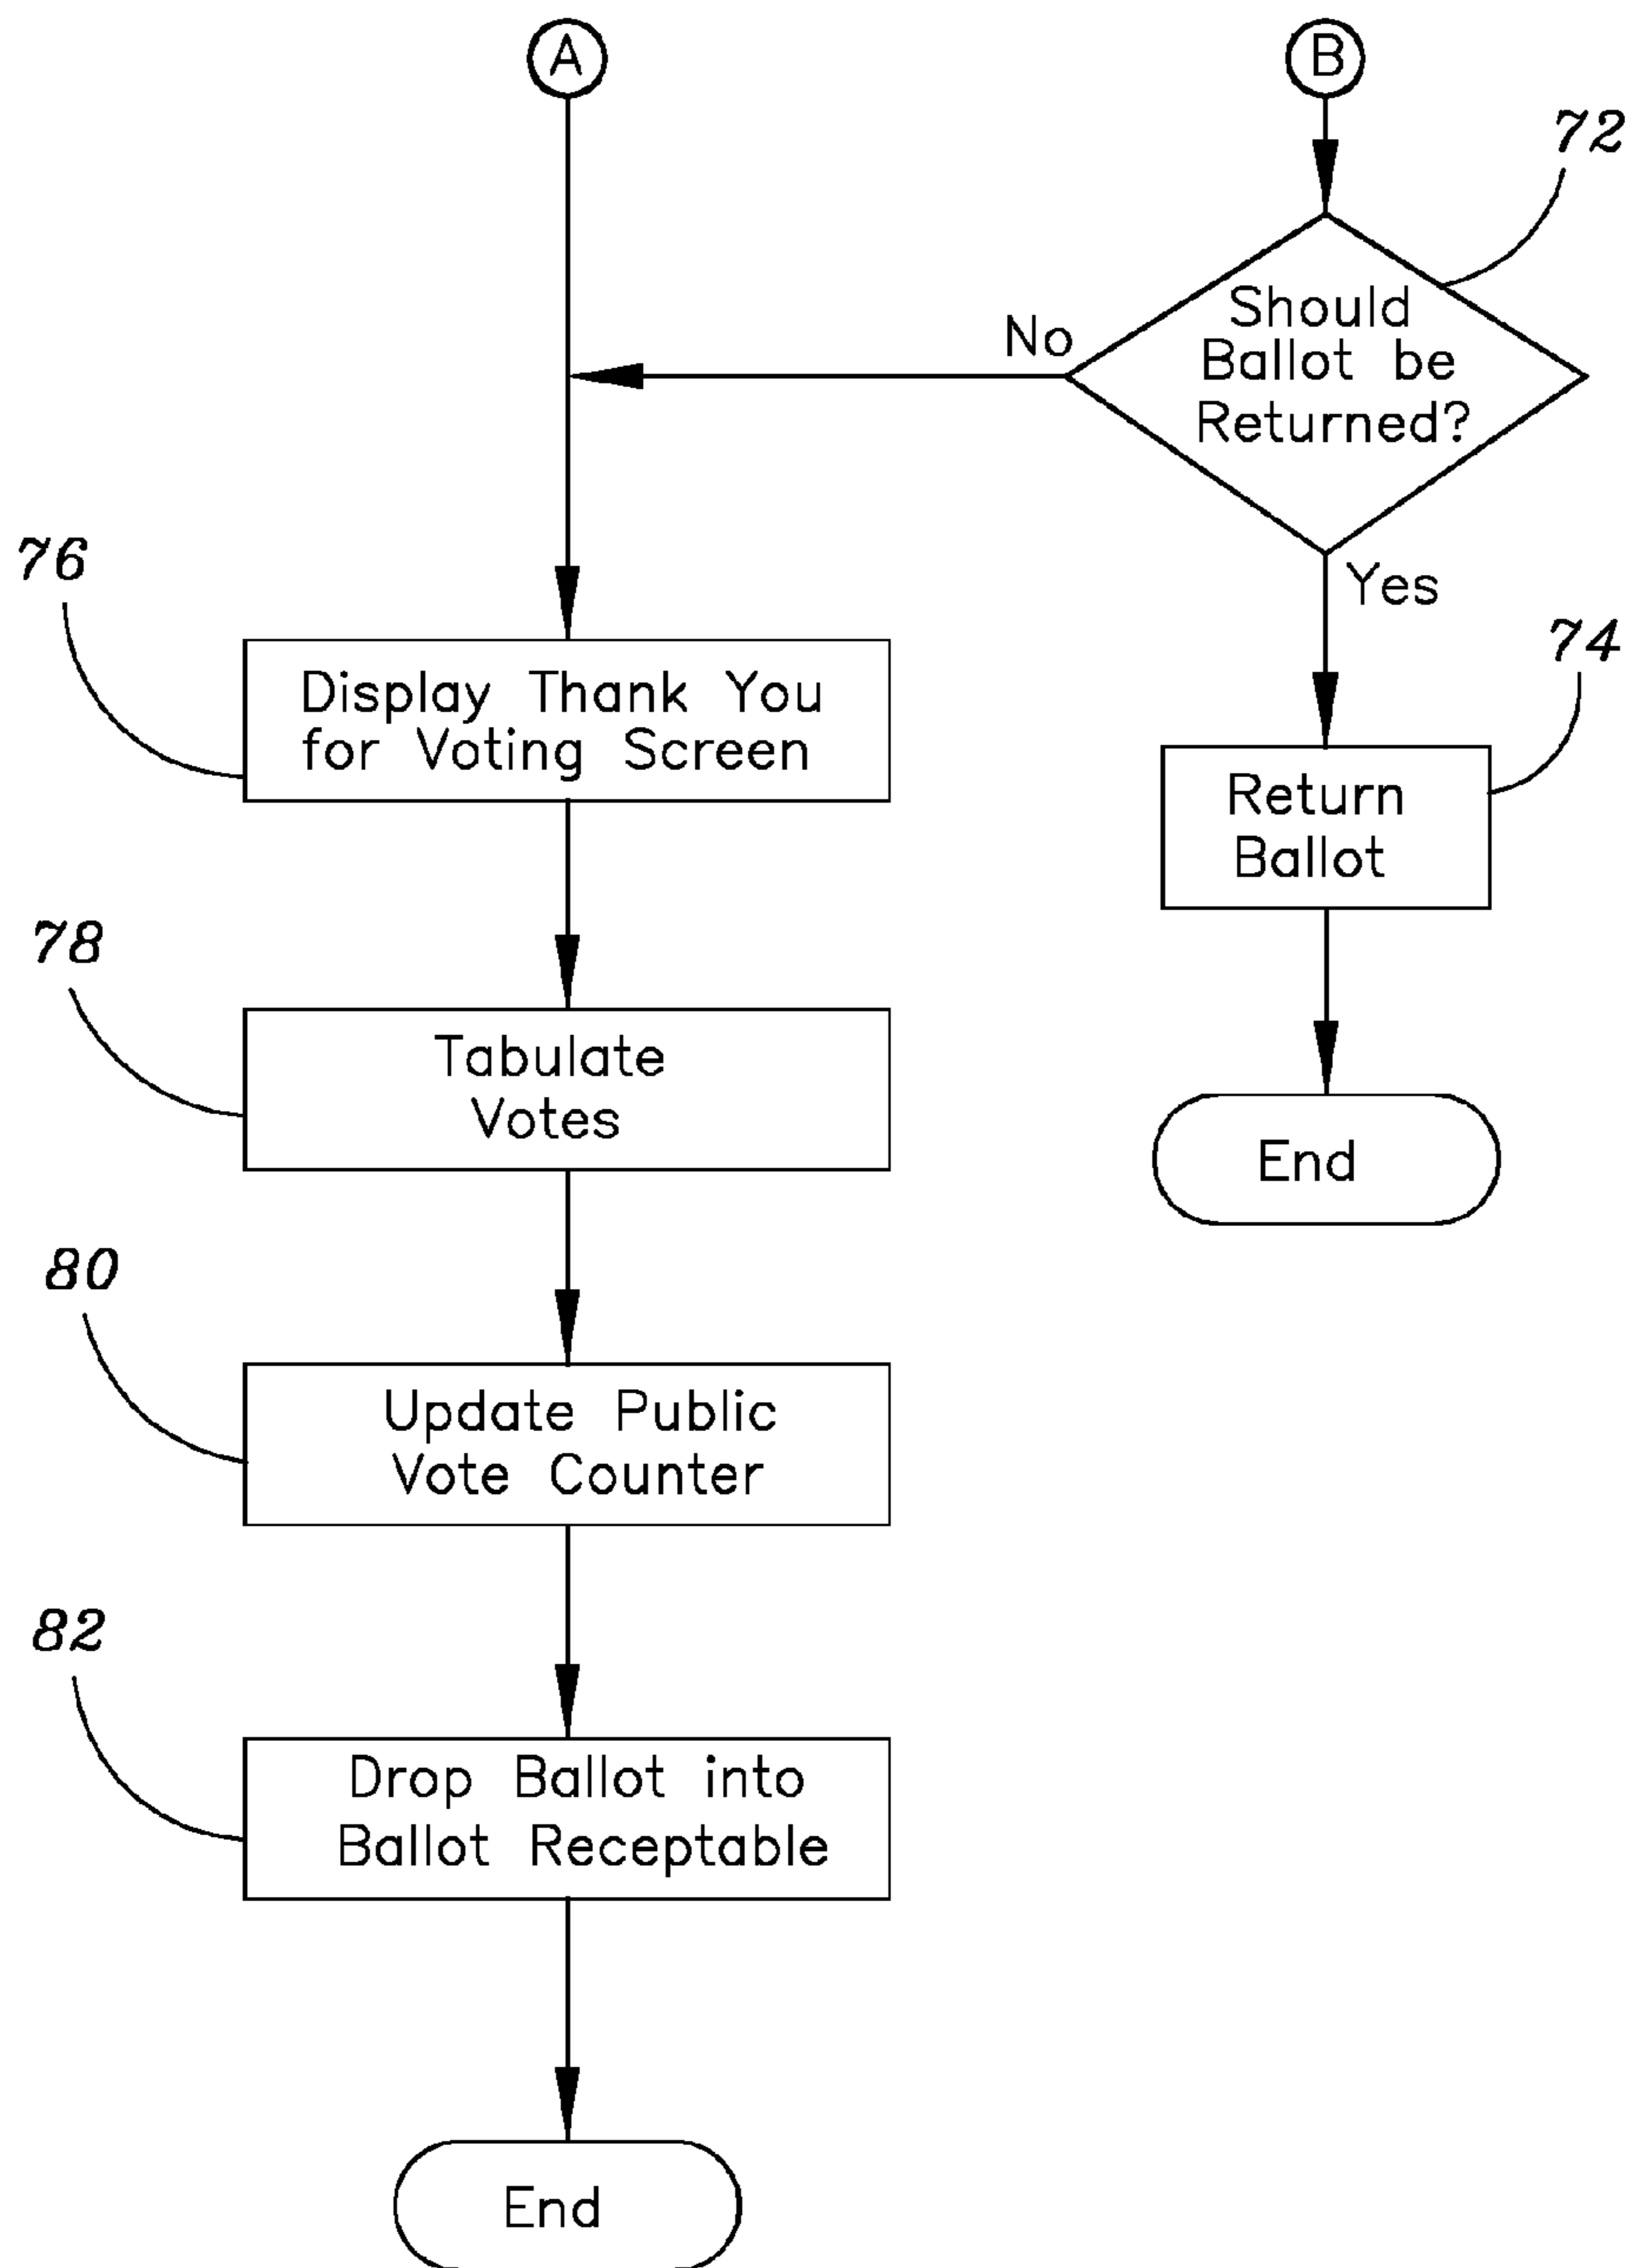 A
B
72
Should
Ballot be
Returned?
No
Yes
76
74
Display Thank You
for Voting Screen
Return
Ballot
78
Tabulate
Votes
End
80
Update Public
Vote Counter
82
Drop Ballot into
Ballot Receptable
End